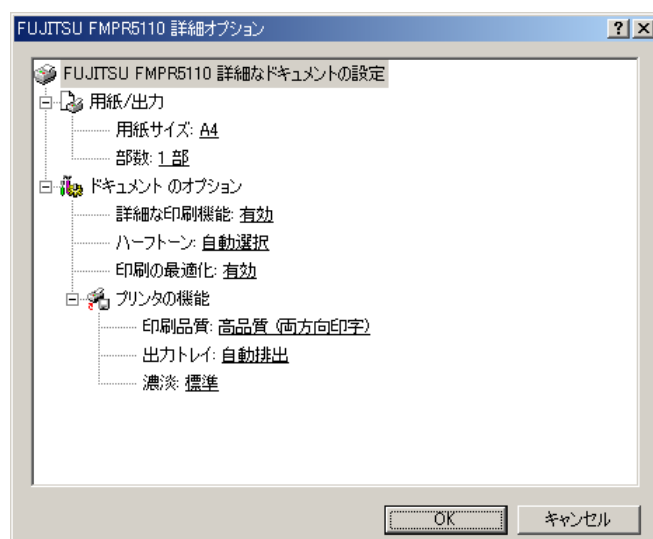 FUJITSU FMPR5110 詳細オプション
FUJITSU FMPR5110 詳細なドキュメントの設定
用紙/出力
用紙サイズ: A4
部数: 1 部
ドキュメント のオプション
詳細な印刷機能: 有効
ハーフトーン: 自動選択
印刷の最適化: 有効
プリンタの機能
印刷品質: 高品質 (両方向印字)
出力トレイ: 自動排出
濃淡: 標準
OK キャンセル